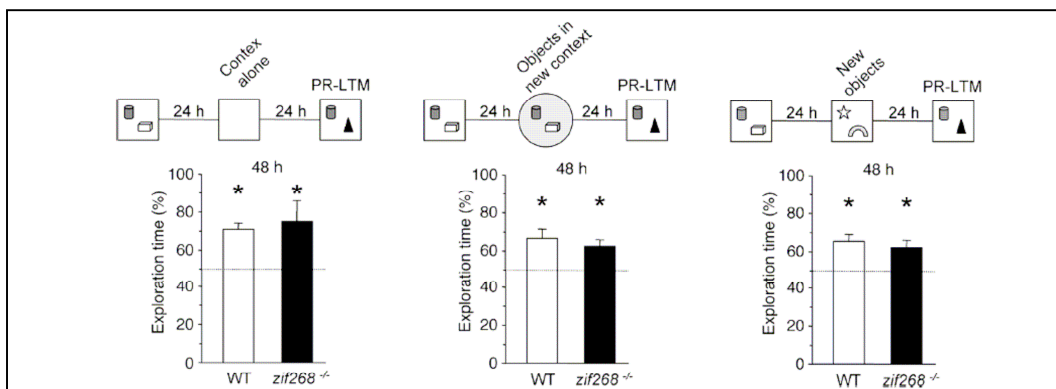 Contex
alone
PR-LTM
24 h
24 h
48 h
*
*
Exploration time (%)
100
80
60
40
20
0
WT
zif268 -/-
Objects in
new context
PR-LTM
24 h
24 h
48 h
*
*
Exploration time (%)
100
80
60
40
20
0
WT
zif268 -/-
New
objects
PR-LTM
24 h
24 h
48 h
*
*
Exploration time (%)
100
80
60
40
20
0
WT
zif268 -/-